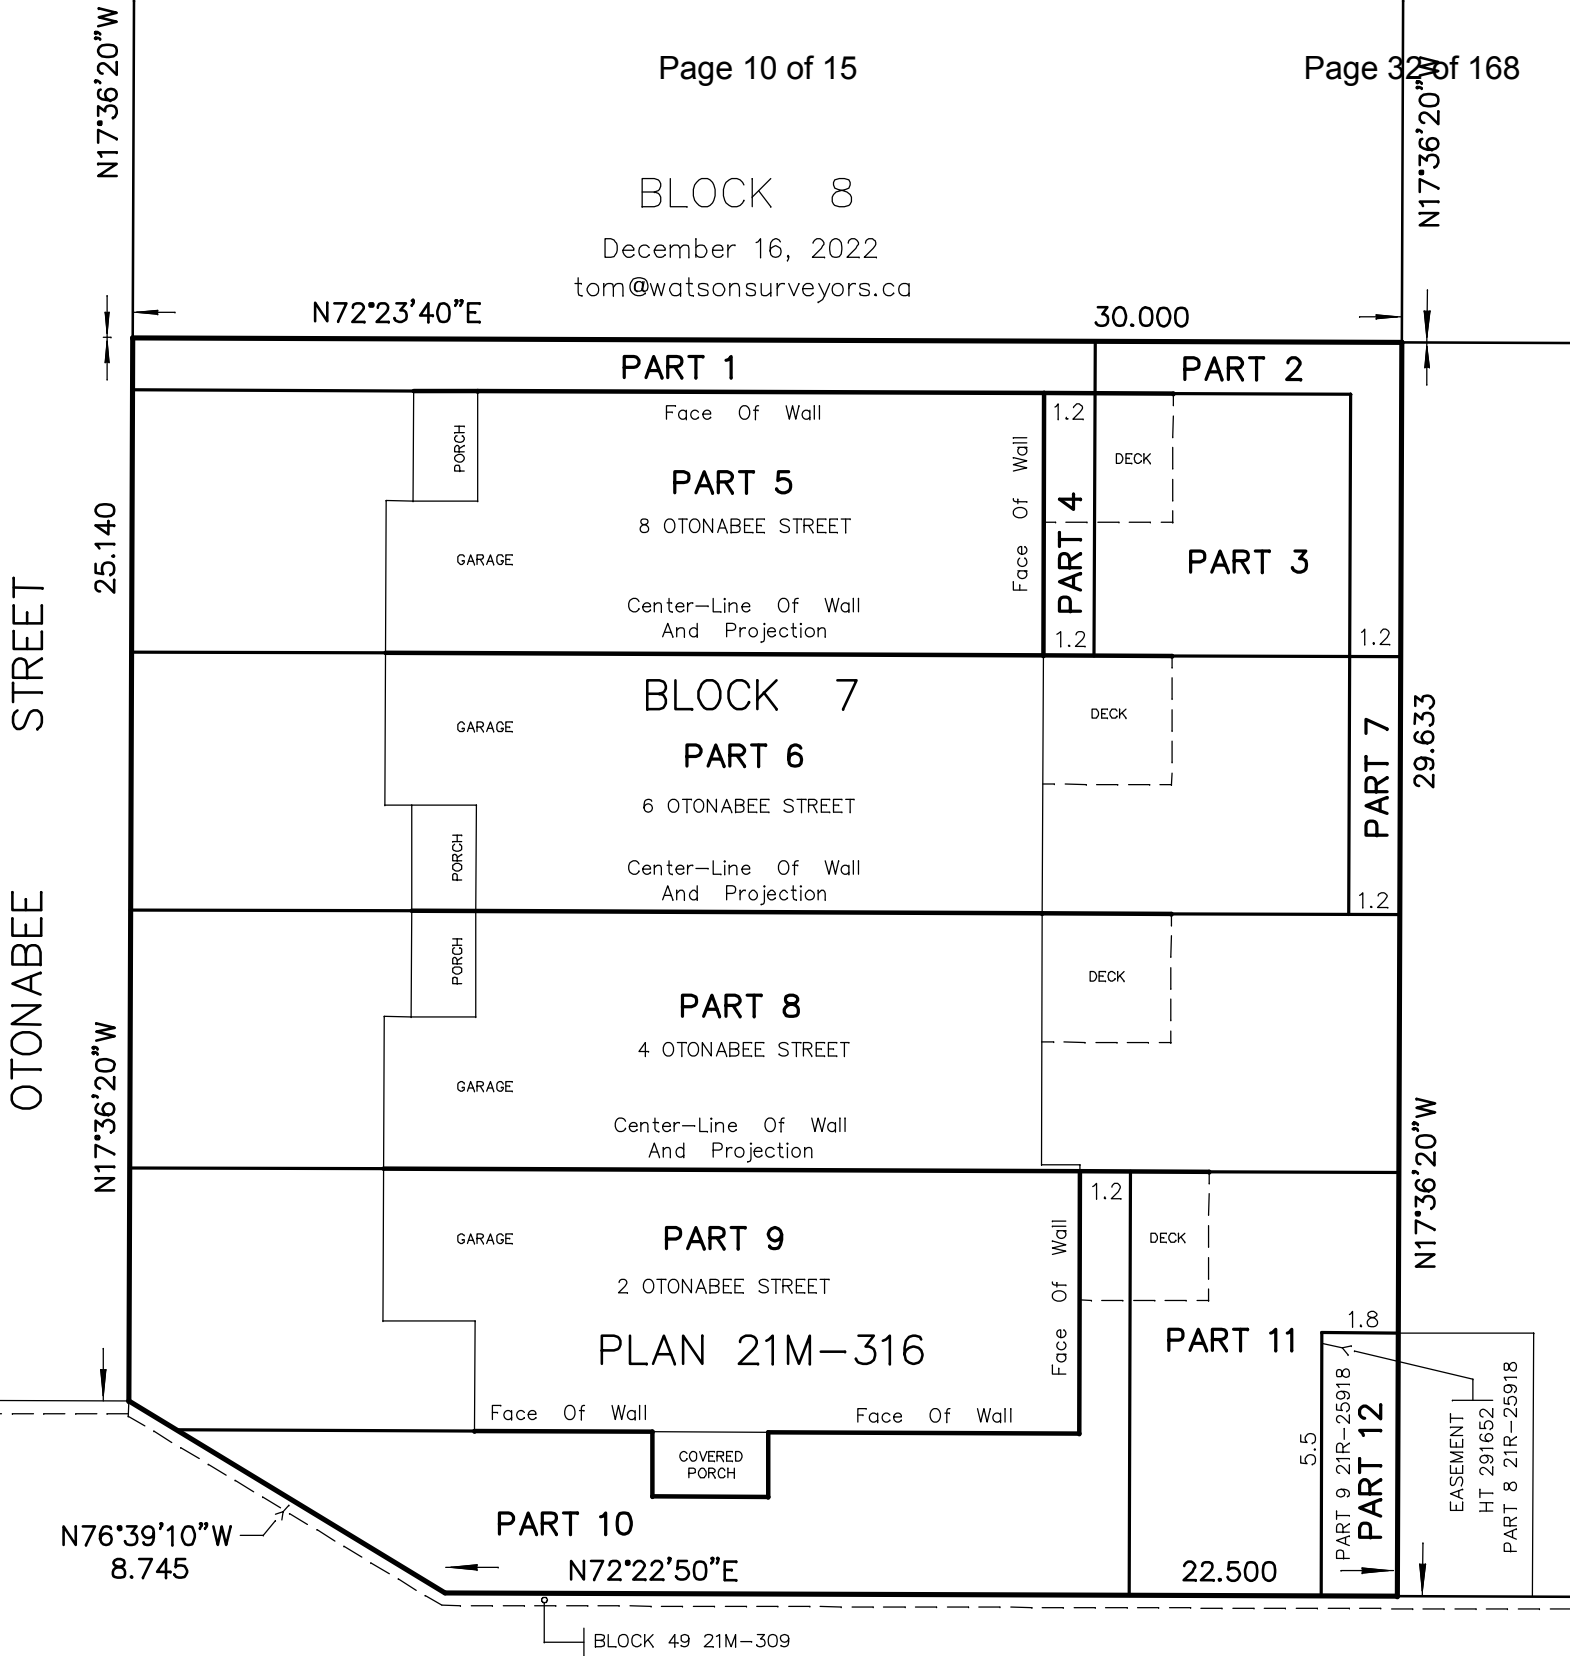 Page 10 of 15
Page 32 of 168
N17°36'20"W
N17°36'20"W
BLOCK 8
December 16, 2022
tom@watsonsurveyors.ca
N72°23'40"E
30.000
PART 1
PART 2
Face Of Wall
1.2
PORCH
Face Of Wall
DECK
PART 5
8 OTONABEE STREET
PART 4
25.140
GARAGE
PART 3
Center-Line Of Wall
And Projection
1.2
1.2
STREET
OTONABEE
BLOCK 7
GARAGE
DECK
PART 6
PART 7
29.633
6 OTONABEE STREET
PORCH
Center-Line Of Wall
And Projection
1.2
PORCH
DECK
PART 8
4 OTONABEE STREET
GARAGE
N17°36'20"W
Center-Line Of Wall
And Projection
N17°36'20"W
1.2
GARAGE
PART 9
Face Of Wall
DECK
2 OTONABEE STREET
PLAN 21M-316
PART 11
1.8
Face Of Wall
Face Of Wall
COVERED
PORCH
5.5
PART 9 21R-25918
PART 12
EASEMENT
HT 291652
PART 8 21R-25918
PART 10
N76°39'10"W
8.745
N72°22'50"E
22.500
BLOCK 49 21M-309